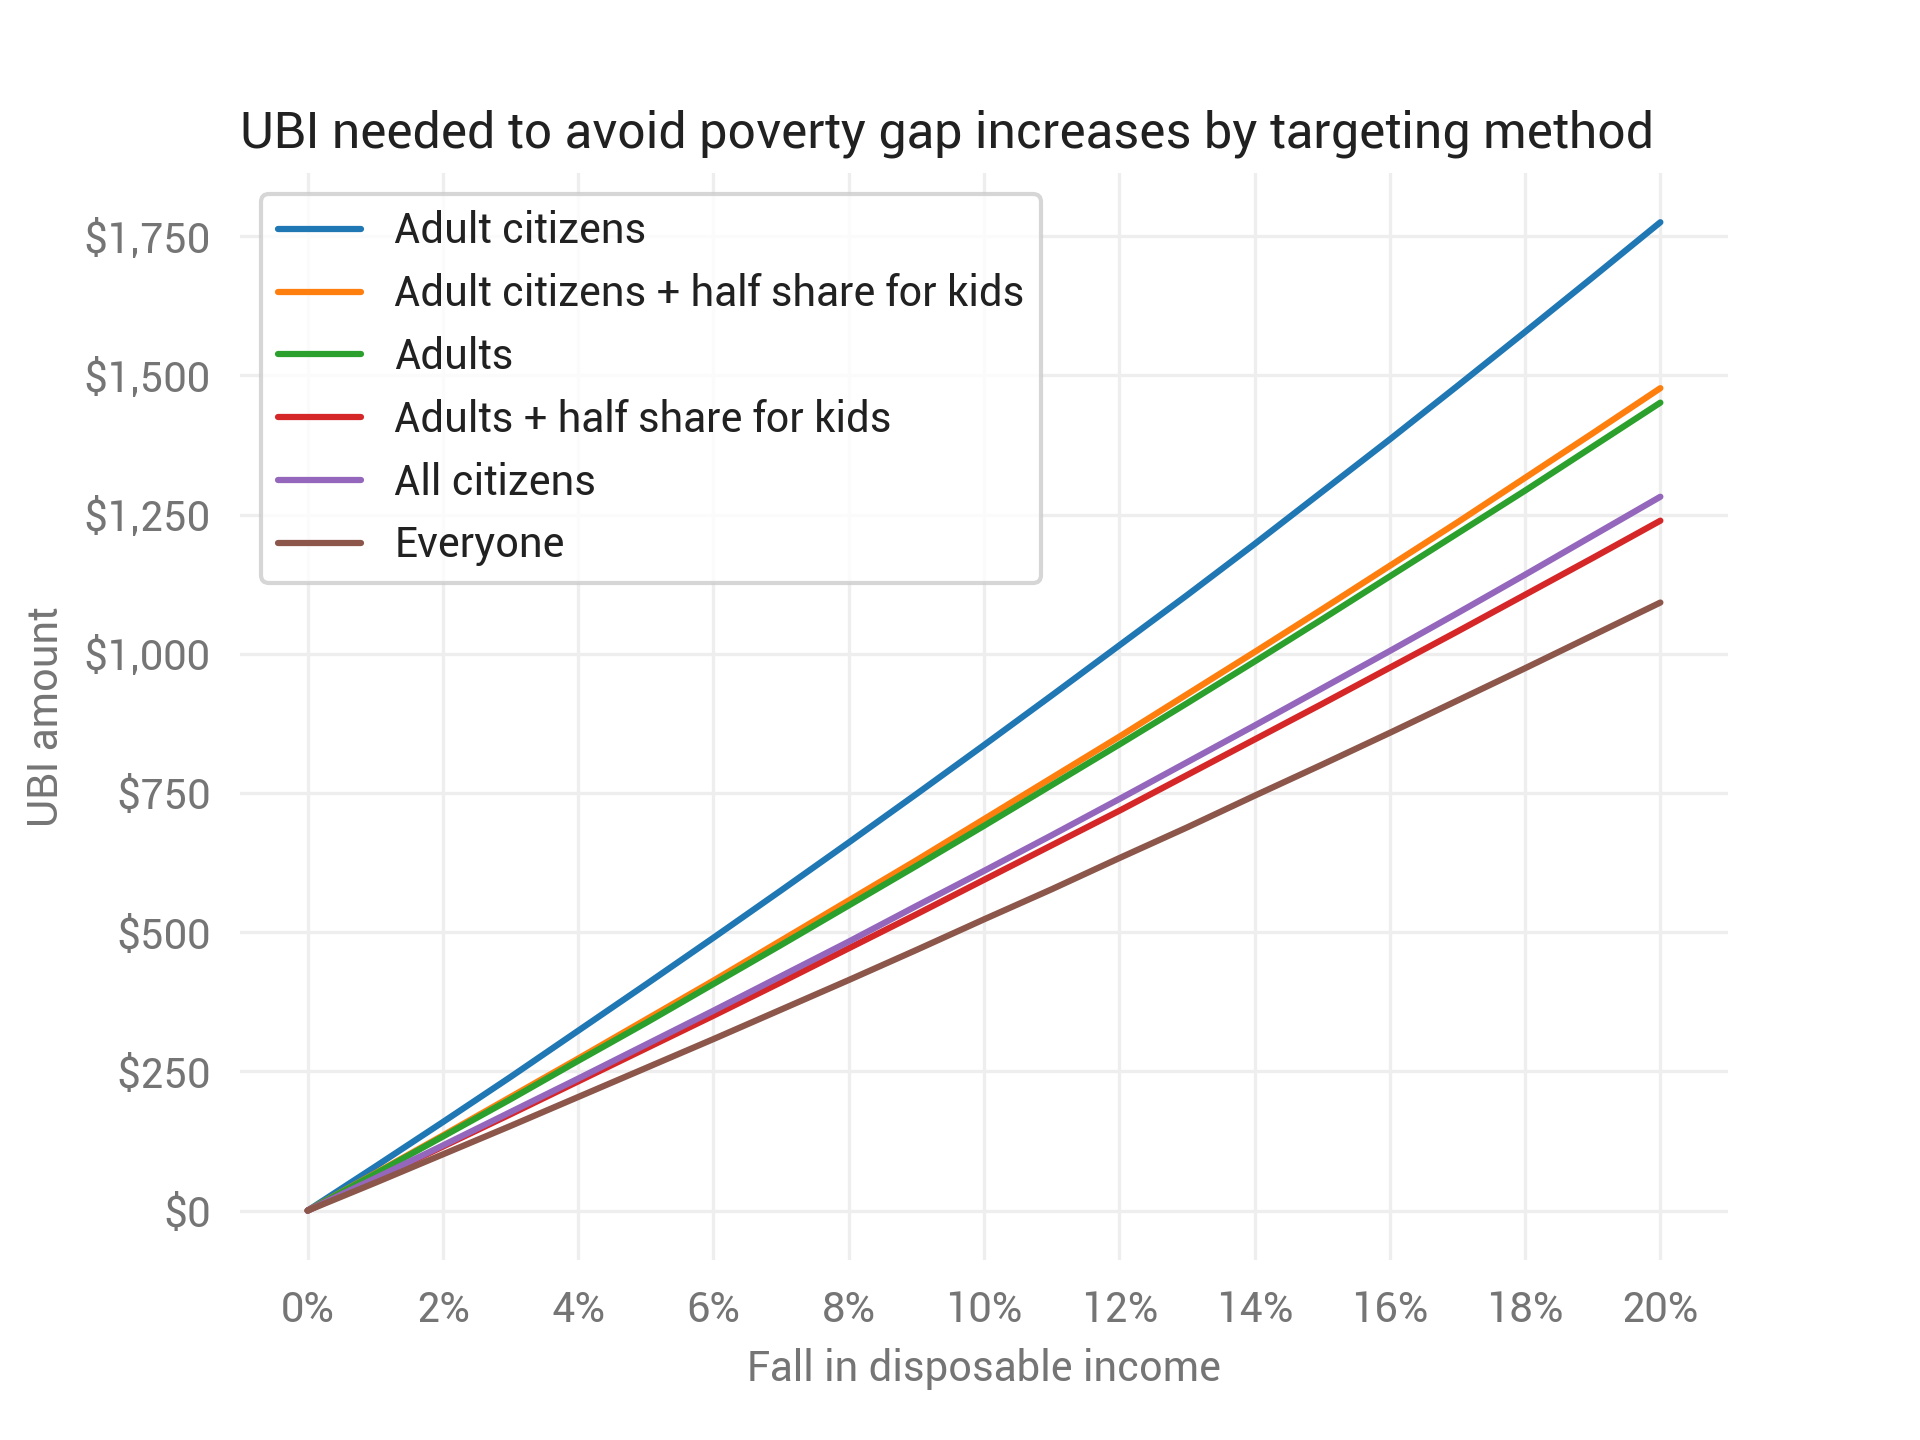 UBI needed to avoid poverty gap increases by targeting method
Adult citizens
Adult citizens + half share for kids
Adults
Adults + half share for kids
All citizens
Everyone
$1,750
$1,500
$1,250
$1,000
$750
$500
$250
$0
UBI amount
0% 2% 4% 6% 8% 10% 12% 14% 16% 18% 20%
Fall in disposable income